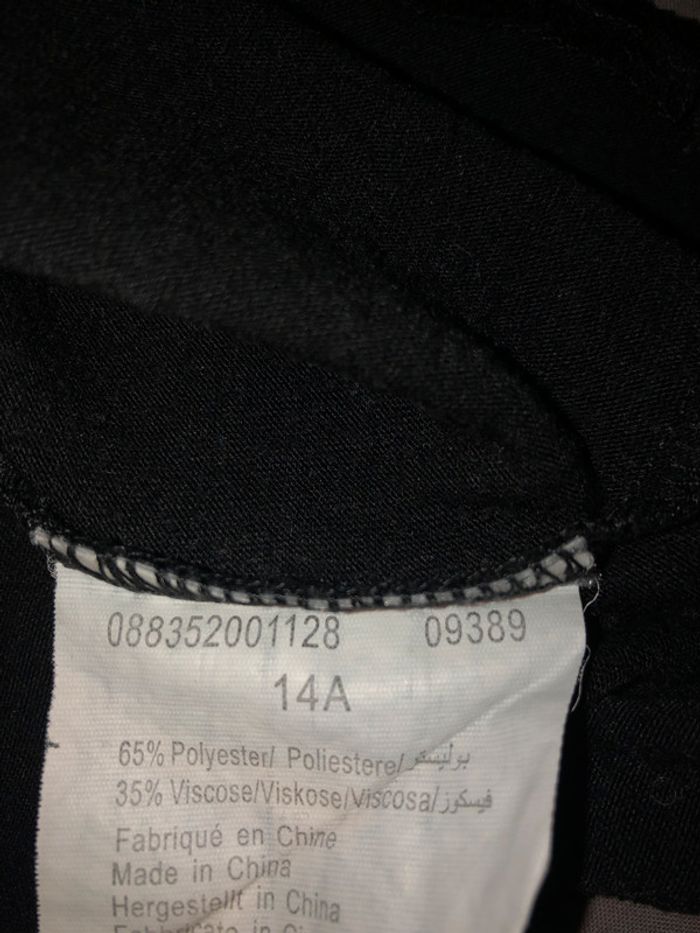 088352001128 09389
14A
65% Polyester/ Poliestere/ بوليستر
35% Viscose/Viskose/Viscosa/ فيسكوز
Fabriqué en Chine
Made in China
Hergestellt in China
in